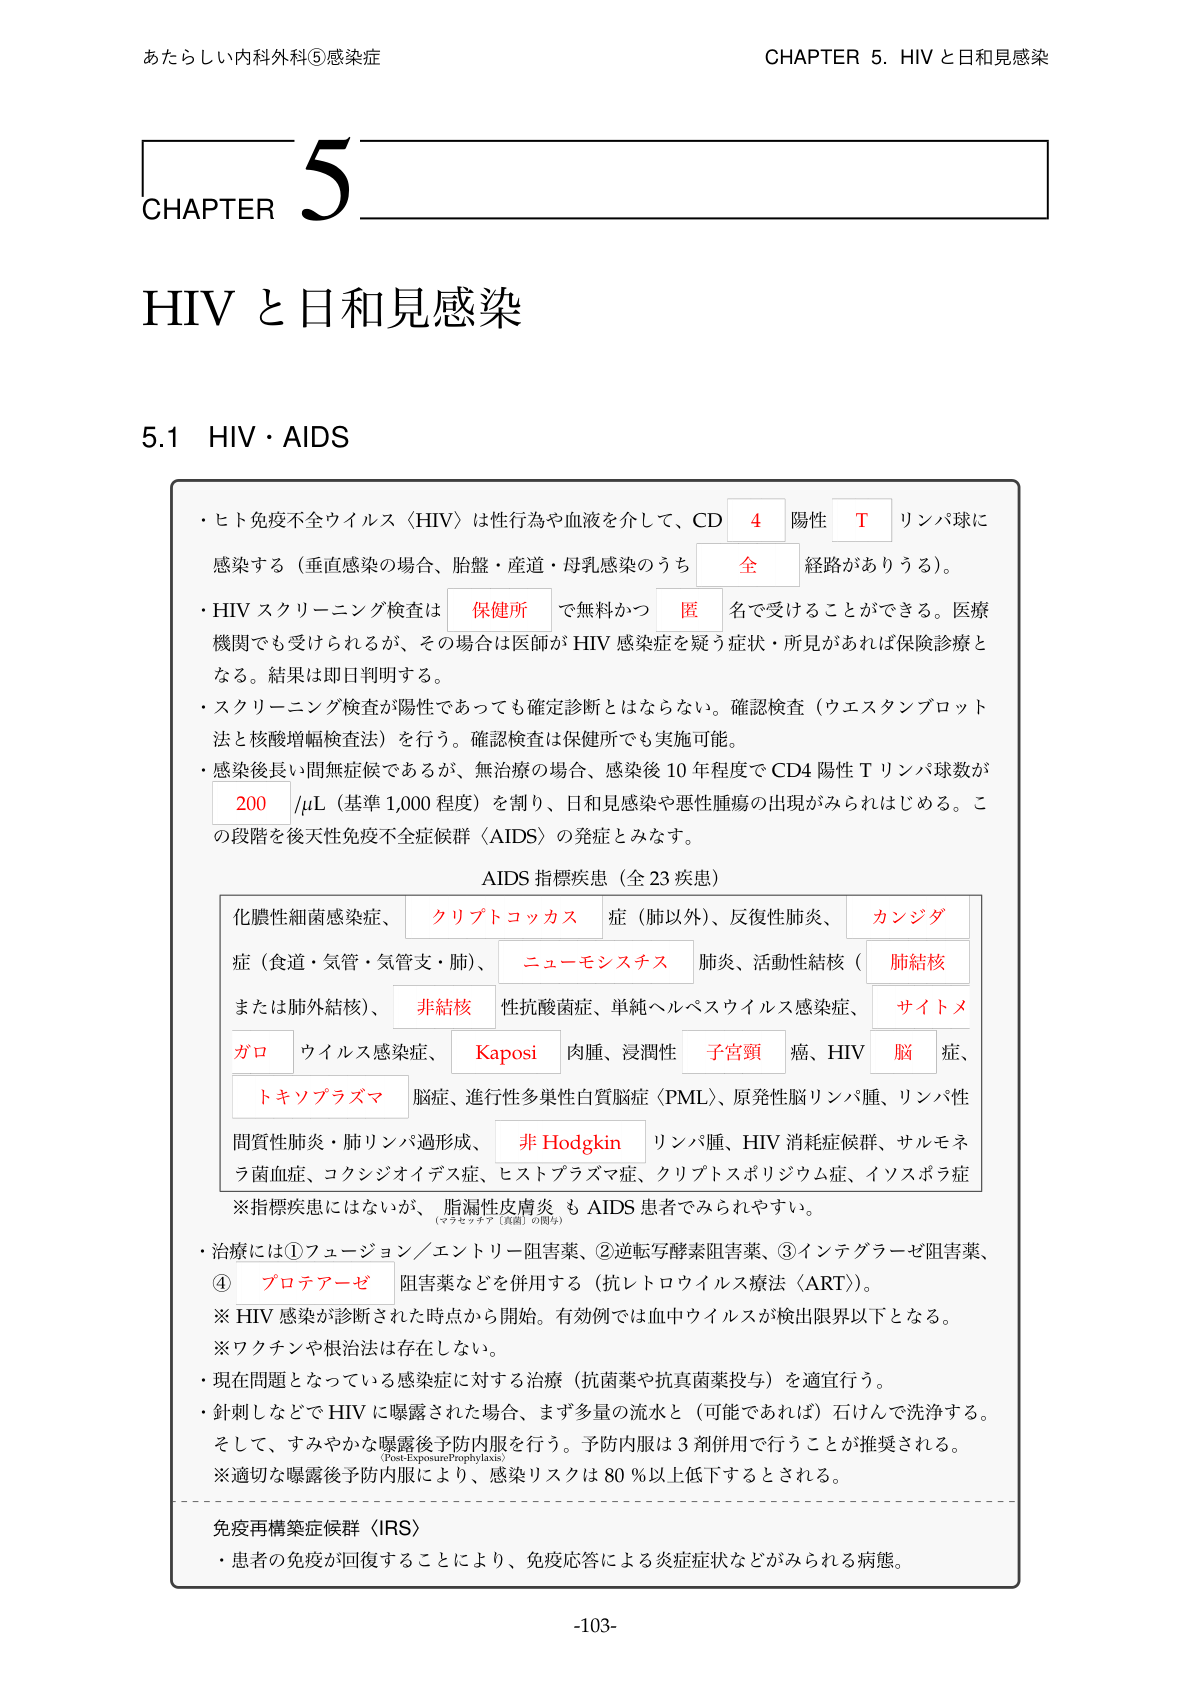 あたらしい内科外科⑤感染症
CHAPTER 5. HIV と日和見感染
CHAPTER 5
HIV と日和見感染
5.1 HIV・AIDS
・ヒト免疫不全ウイルス〈HIV〉は性行為や血液を介して、CD 4 陽性 T リンパ球に
感染する（垂直感染の場合、胎盤・産道・母乳感染のうち 全 経路がありうる）。
・HIV スクリーニング検査は 保健所 で無料かつ 匿 名で受けることができる。医療
機関でも受けられるが、その場合は医師が HIV 感染症を疑う症状・所見があれば保険診療と
なる。結果は即日判明する。
・スクリーニング検査が陽性であっても確定診断とはならない。確認検査（ウエスタンブロット
法と核酸増幅検査法）を行う。確認検査は保健所でも実施可能。
・感染後長い間無症候であるが、無治療の場合、感染後 10 年程度で CD4 陽性 T リンパ球数が
200 /μL（基準 1,000 程度）を割り、日和見感染や悪性腫瘍の出現がみられはじめる。こ
の段階を後天性免疫不全症候群〈AIDS〉の発症とみなす。
AIDS 指標疾患（全 23 疾患）
化膿性細菌感染症、 クリプトコッカス 症（肺以外）、反復性肺炎、 カンジダ
症（食道・気管・気管支・肺）、 ニューモシスチス 肺炎、活動性結核（ 肺結核
または肺外結核）、 非結核 性抗酸菌症、単純ヘルペスウイルス感染症、 サイトメ
ガロ ウイルス感染症、 Kaposi 肉腫、浸潤性 子宮頸 癌、HIV 脳 症、
トキソプラズマ 脳症、進行性多巣性白質脳症〈PML〉、原発性脳リンパ腫、リンパ性
間質性肺炎・肺リンパ過形成、 非 Hodgkin リンパ腫、HIV 消耗症候群、サルモネ
ラ菌血症、コクシジオイデス症、ヒストプラズマ症、クリプトスポリジウム症、イソスポラ症
※指標疾患にはないが、 脂漏性皮膚炎 も AIDS 患者でみられやすい。
(マラセッチア〔真菌〕の関与)
・治療には①フュージョン／エントリー阻害薬、②逆転写酵素阻害薬、③インテグラーゼ阻害薬、
④ プロテアーゼ 阻害薬などを併用する（抗レトロウイルス療法〈ART〉）。
※ HIV 感染が診断された時点から開始。有効例では血中ウイルスが検出限界以下となる。
※ワクチンや根治法は存在しない。
・現在問題となっている感染症に対する治療（抗菌薬や抗真菌薬投与）を適宜行う。
・針刺しなどで HIV に曝露された場合、まず多量の流水と（可能であれば）石けんで洗浄する。
そして、すみやかな曝露後予防内服を行う。予防内服は 3 剤併用で行うことが推奨される。
〈Post-ExposureProphylaxis〉
※適切な曝露後予防内服により、感染リスクは 80 %以上低下するとされる。
免疫再構築症候群〈IRS〉
・患者の免疫が回復することにより、免疫応答による炎症症状などがみられる病態。
-103-